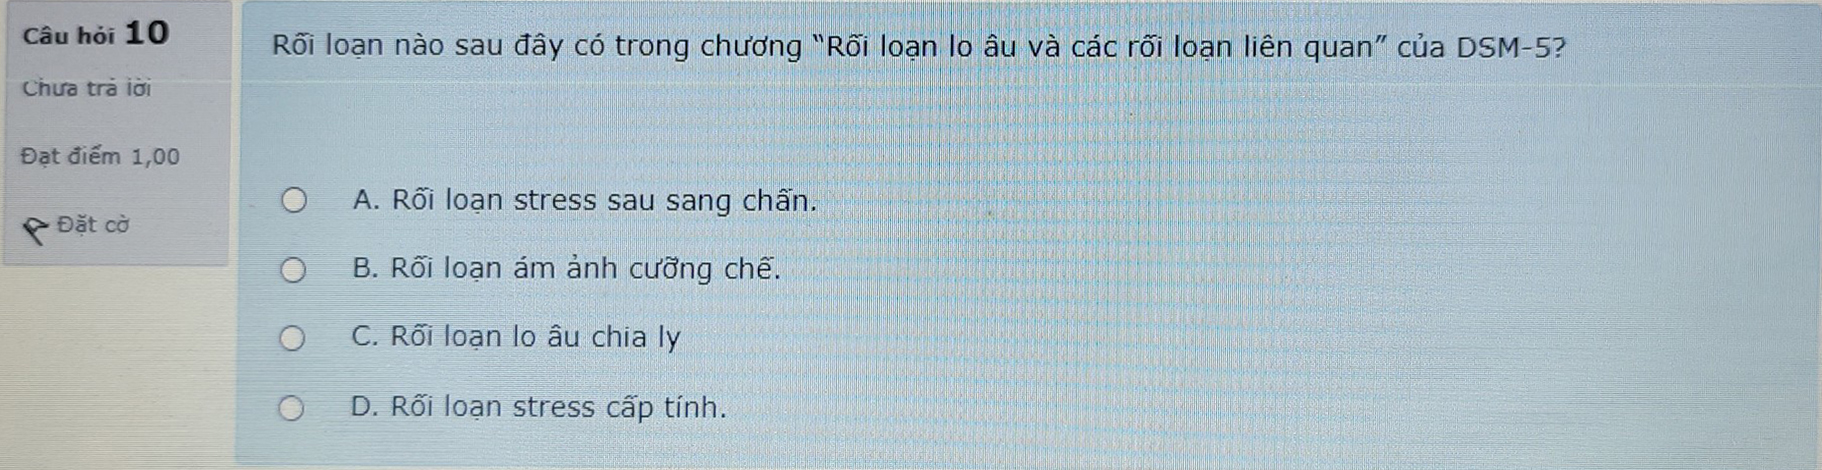 Câu hỏi 10
Chưa trả lời
Đạt điểm 1,00
Đặt cờ
Rối loạn nào sau đây có trong chương “Rối loạn lo âu và các rối loạn liên quan” của DSM-5?
A. Rối loạn stress sau sang chấn.
B. Rối loạn ám ảnh cưỡng chế.
C. Rối loạn lo âu chia ly
D. Rối loạn stress cấp tính.